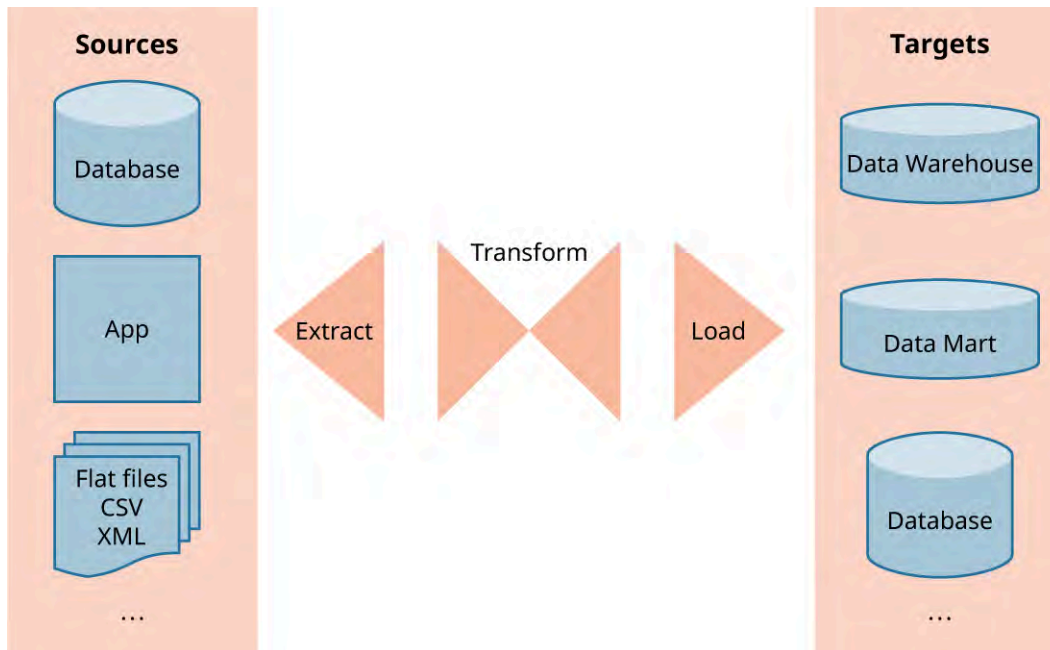 Sources
Database
App
Flat files
CSV
XML
...
Extract
Transform
Load
Targets
Data Warehouse
Data Mart
Database
...